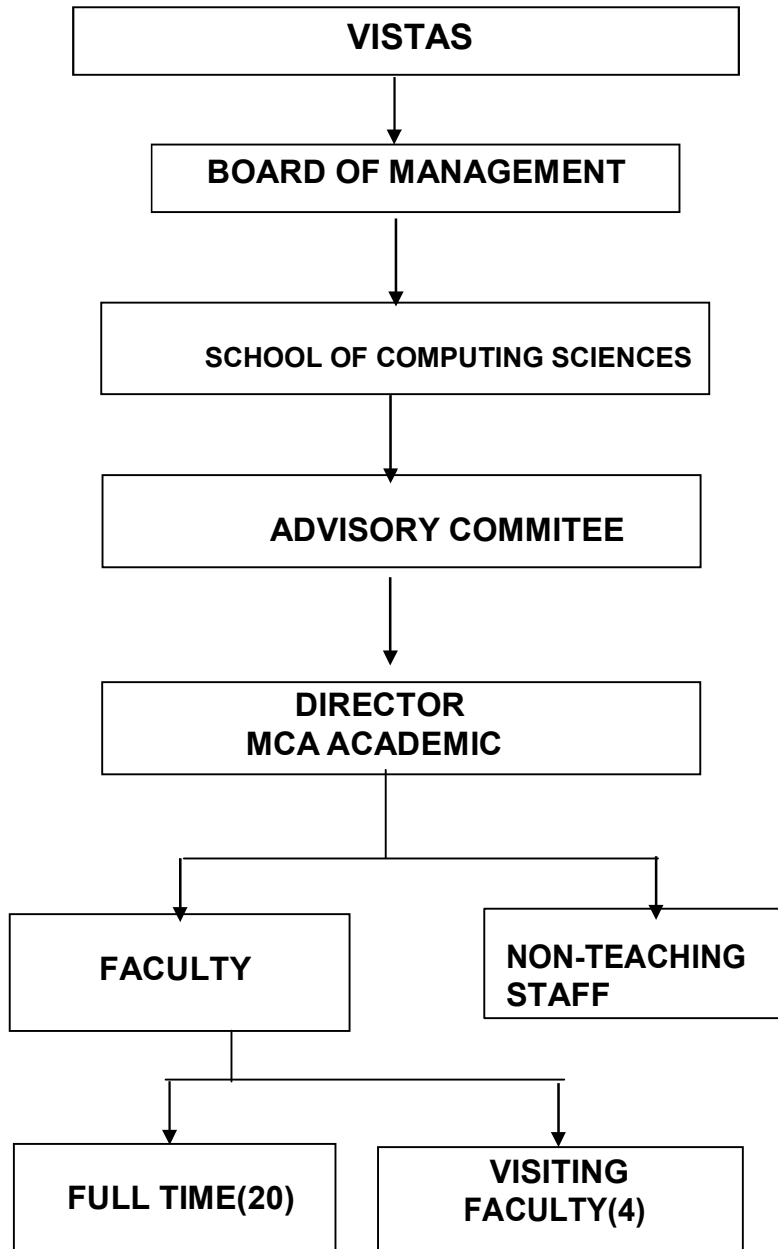 VISTAS
BOARD OF MANAGEMENT
SCHOOL OF COMPUTING SCIENCES
ADVISORY COMMITEE
DIRECTOR
MCA ACADEMIC
FACULTY
NON-TEACHING
STAFF
FULL TIME(20)
VISITING
FACULTY(4)